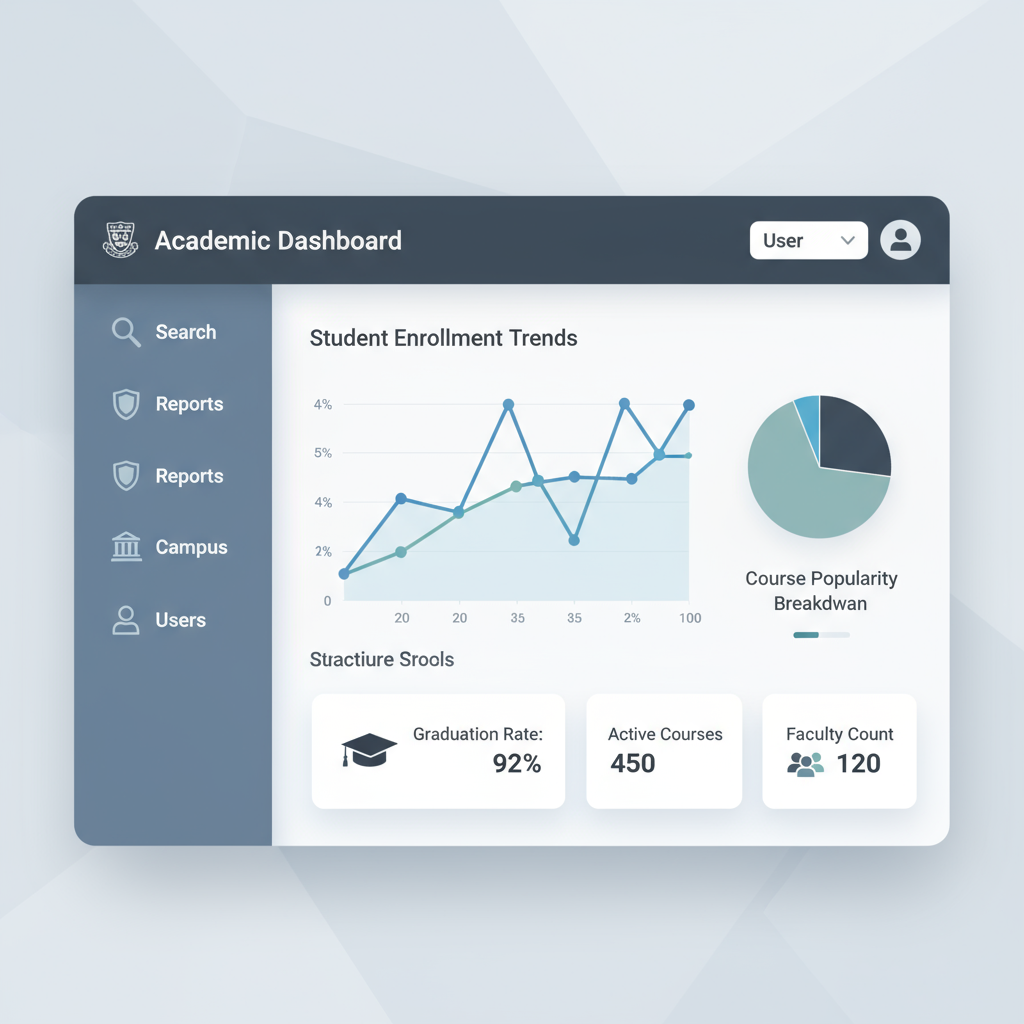 Academic Dashboard
User
Search
Reports
Reports
Campus
Users
Student Enrollment Trends
4%
5%
4%
2%
0
20
20
35
35
2%
100
Course Popularity
Breakdwan
Stractiure Srools
Graduation Rate:
92%
Active Courses
450
Faculty Count
120